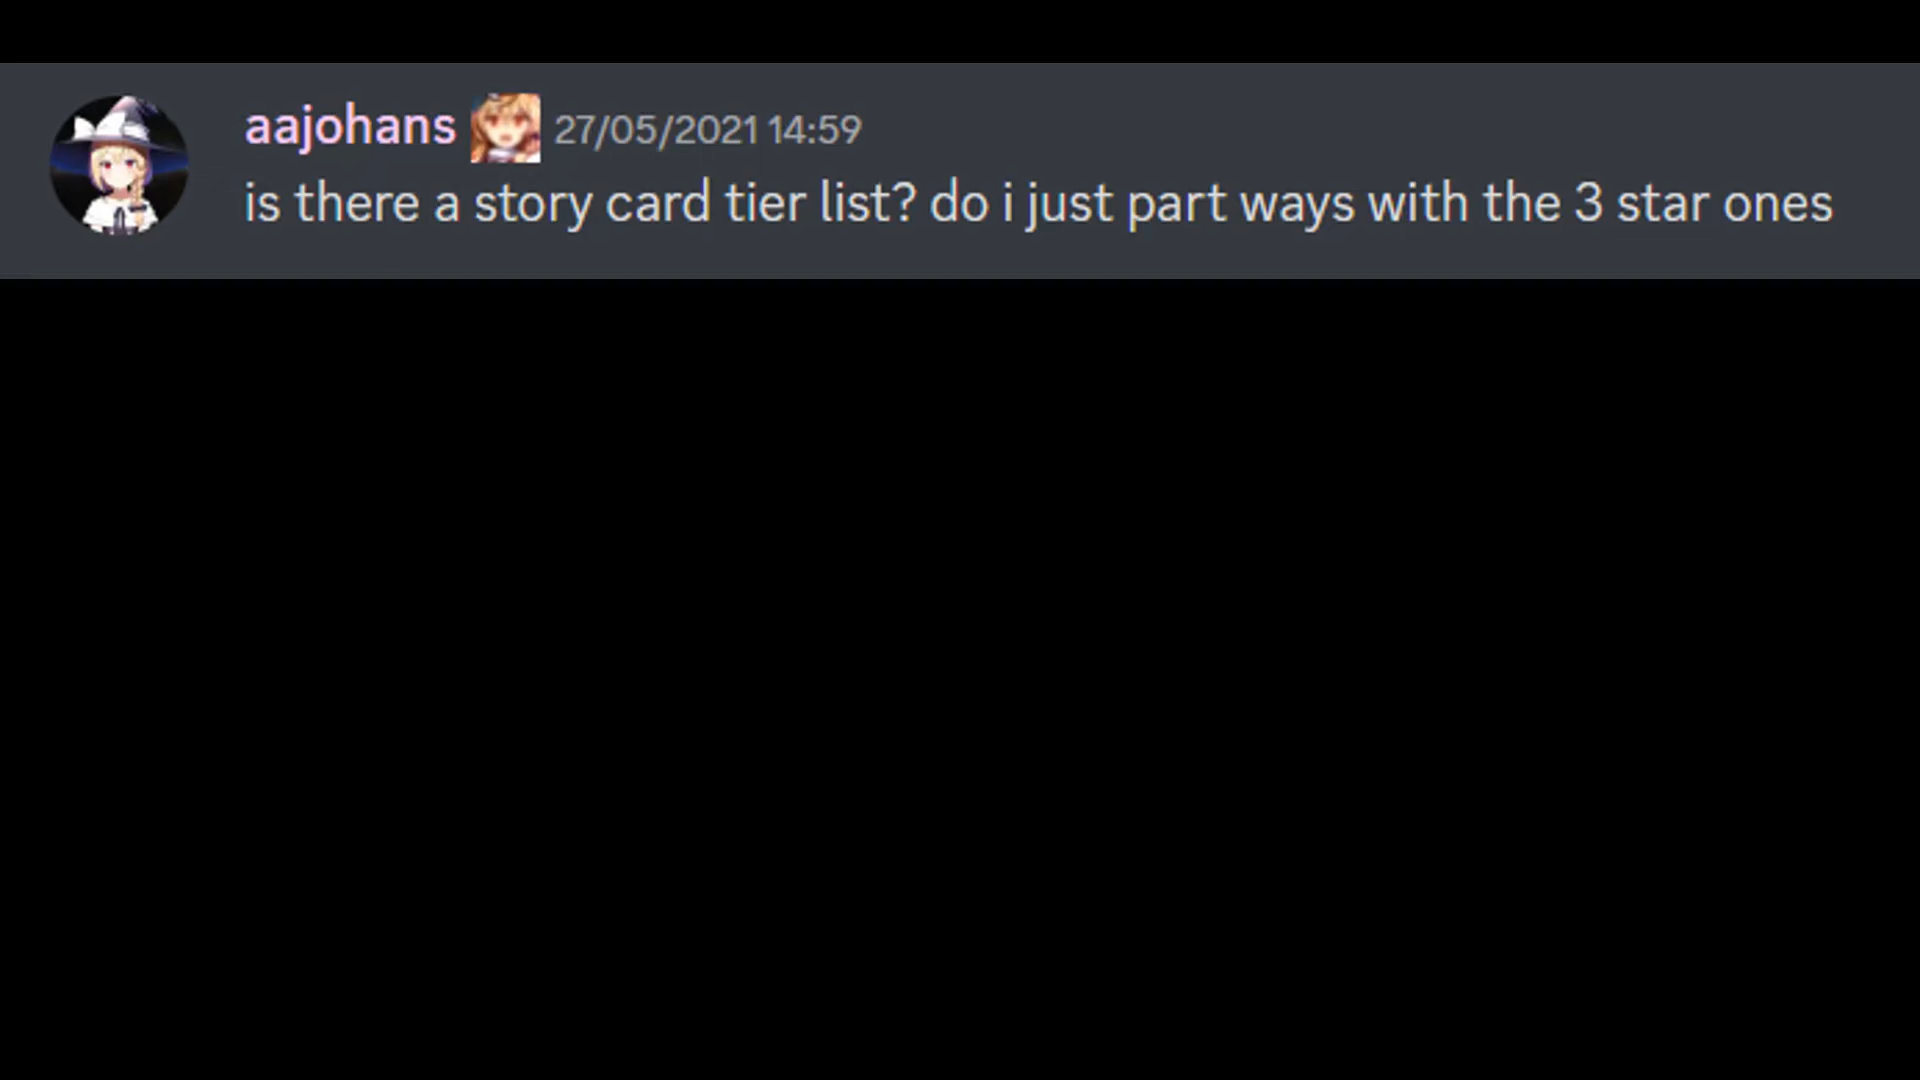 aajohans 27/05/2021 14:59
is there a story card tier list? do i just part ways with the 3 star ones